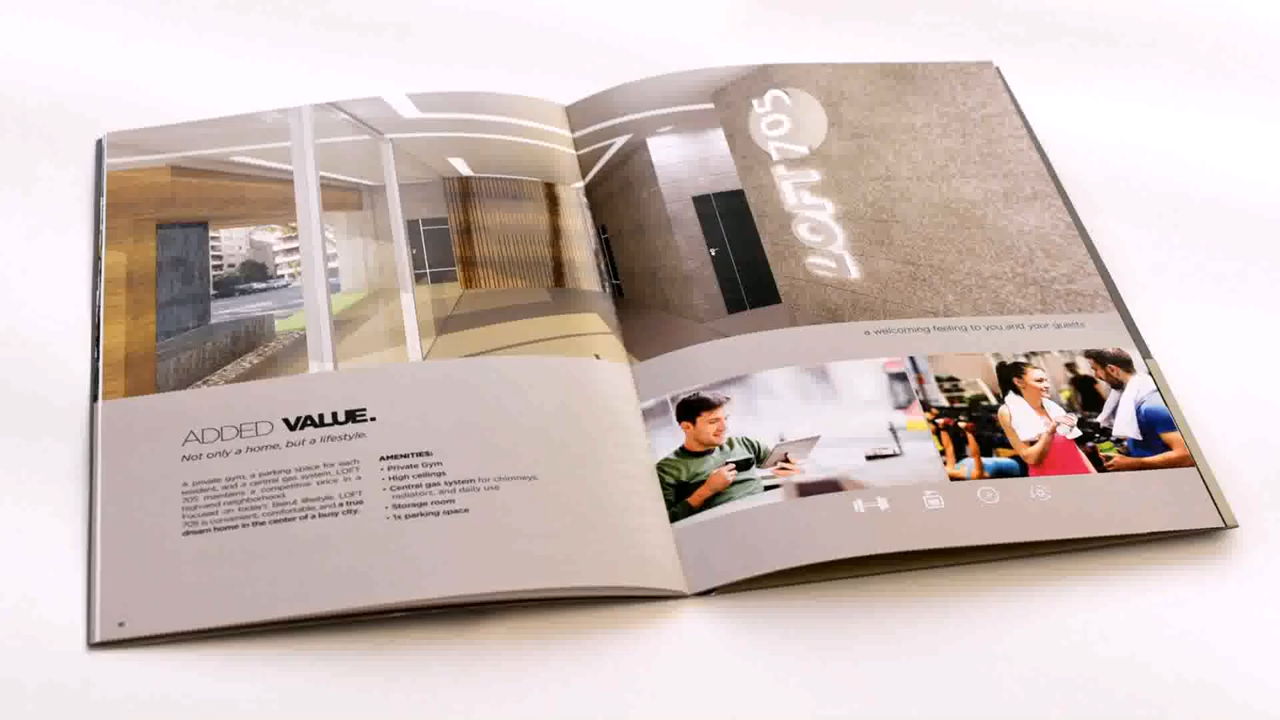 LOFT 705
a welcoming feeling to you and your guests
ADDED VALUE.
Not only a home, but a lifestyle.
A private gym, a parking space for each
resident, and a central gas system, LOFT
705 maintains a competitive price in a
high-end neighborhood.
Focused on today's Beirut lifestyle, LOFT
705 is convenient, comfortable, and a true
dream home in the center of a busy city.
AMENITIES:
• Private Gym
• High ceilings
• Central gas system for chimneys,
radiators, and daily use
• Storage room
• 1x parking space